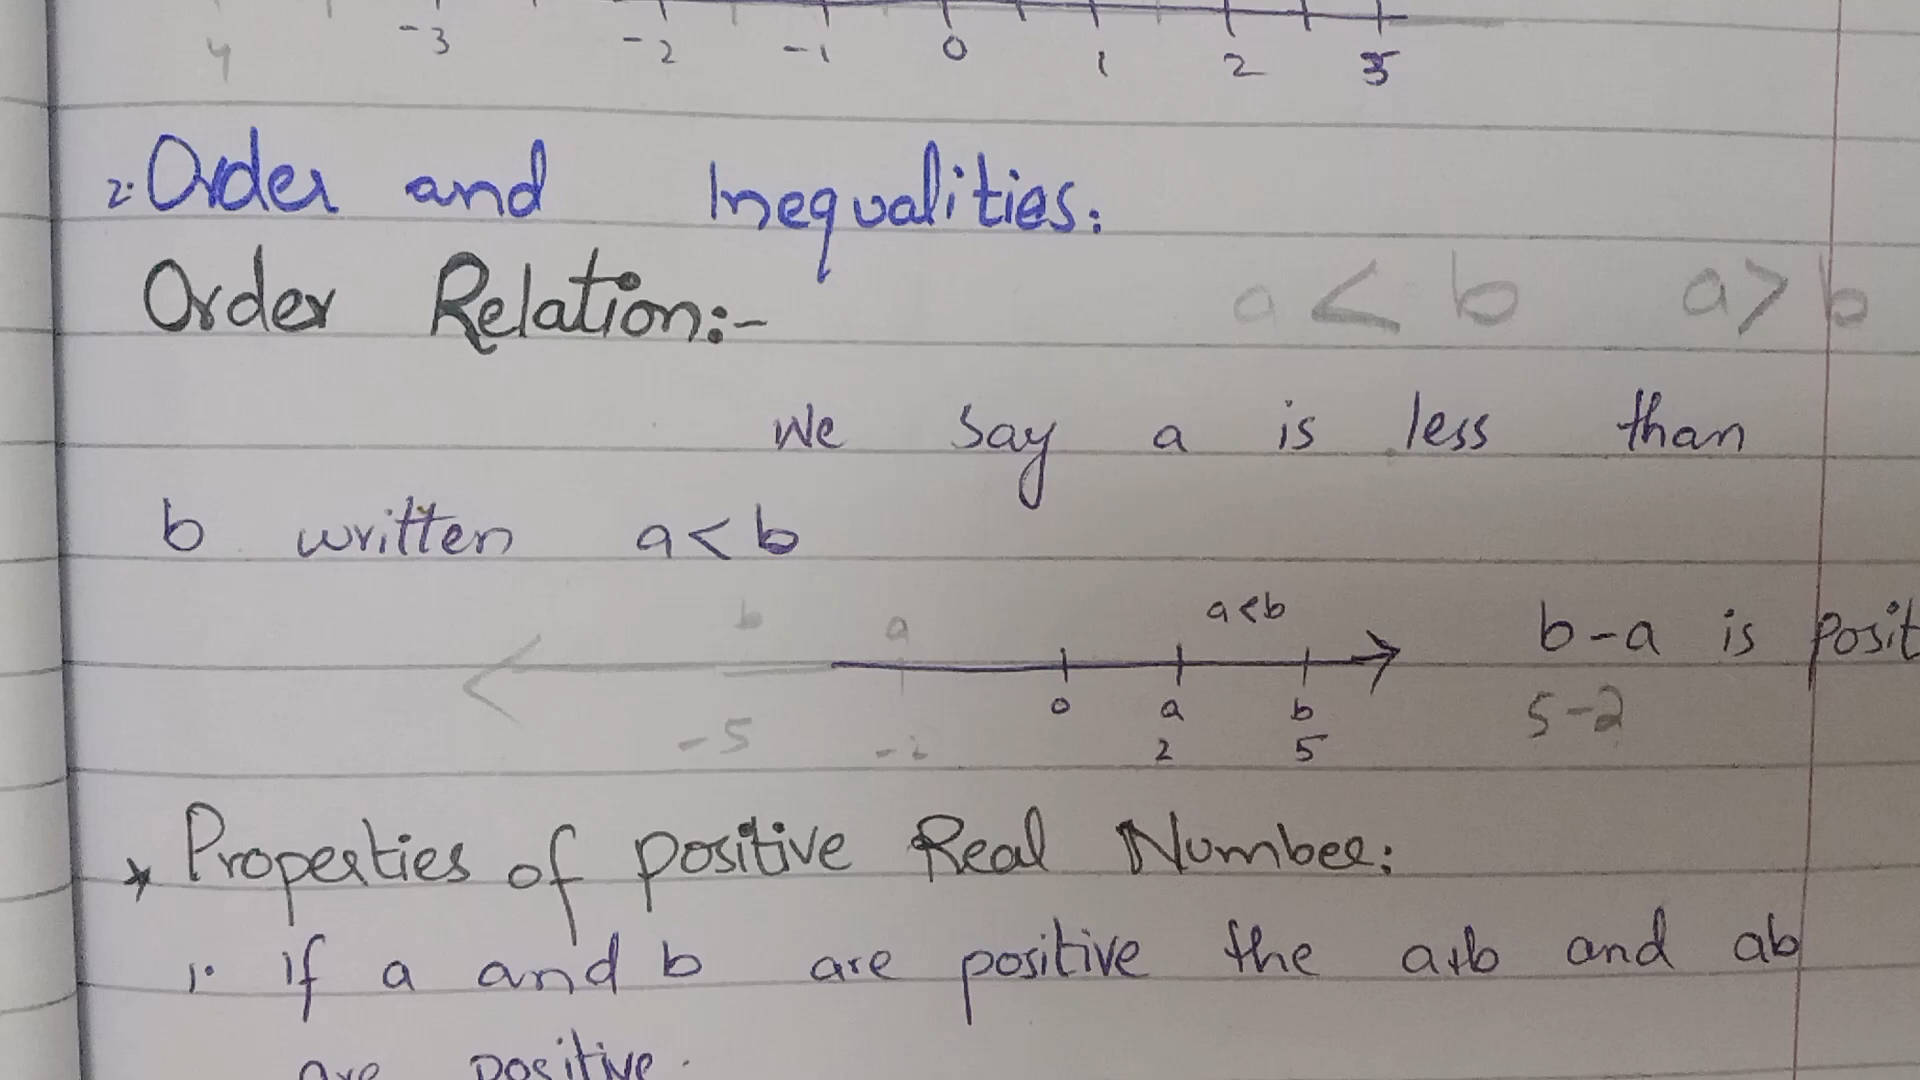 4 -3 -2 -1 0 1 2 3
2. Order and Inequalities:
Order Relation:- a < b a > b
We say a is less than
b written a < b
b a a<b b-a is posit
0 a b 5-2
-5 -2 2 5
* Properties of positive Real Number:
1. if a and b are positive the a+b and ab
are positive.